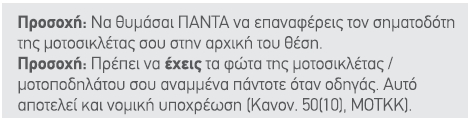 Προσοχή: Να θυμάσαι ΠΑΝΤΑ να επαναφέρεις τον σηματοδότη
της μοτοσικλέτας σου στην αρχική του θέση.
Προσοχή: Πρέπει να έχεις τα φώτα της μοτοσικλέτας /
μοτοποδηλάτου σου αναμμένα πάντοτε όταν οδηγάς. Αυτό
αποτελεί και νομική υποχρέωση (Κανον. 50(10), ΜΟΤΚΚ).